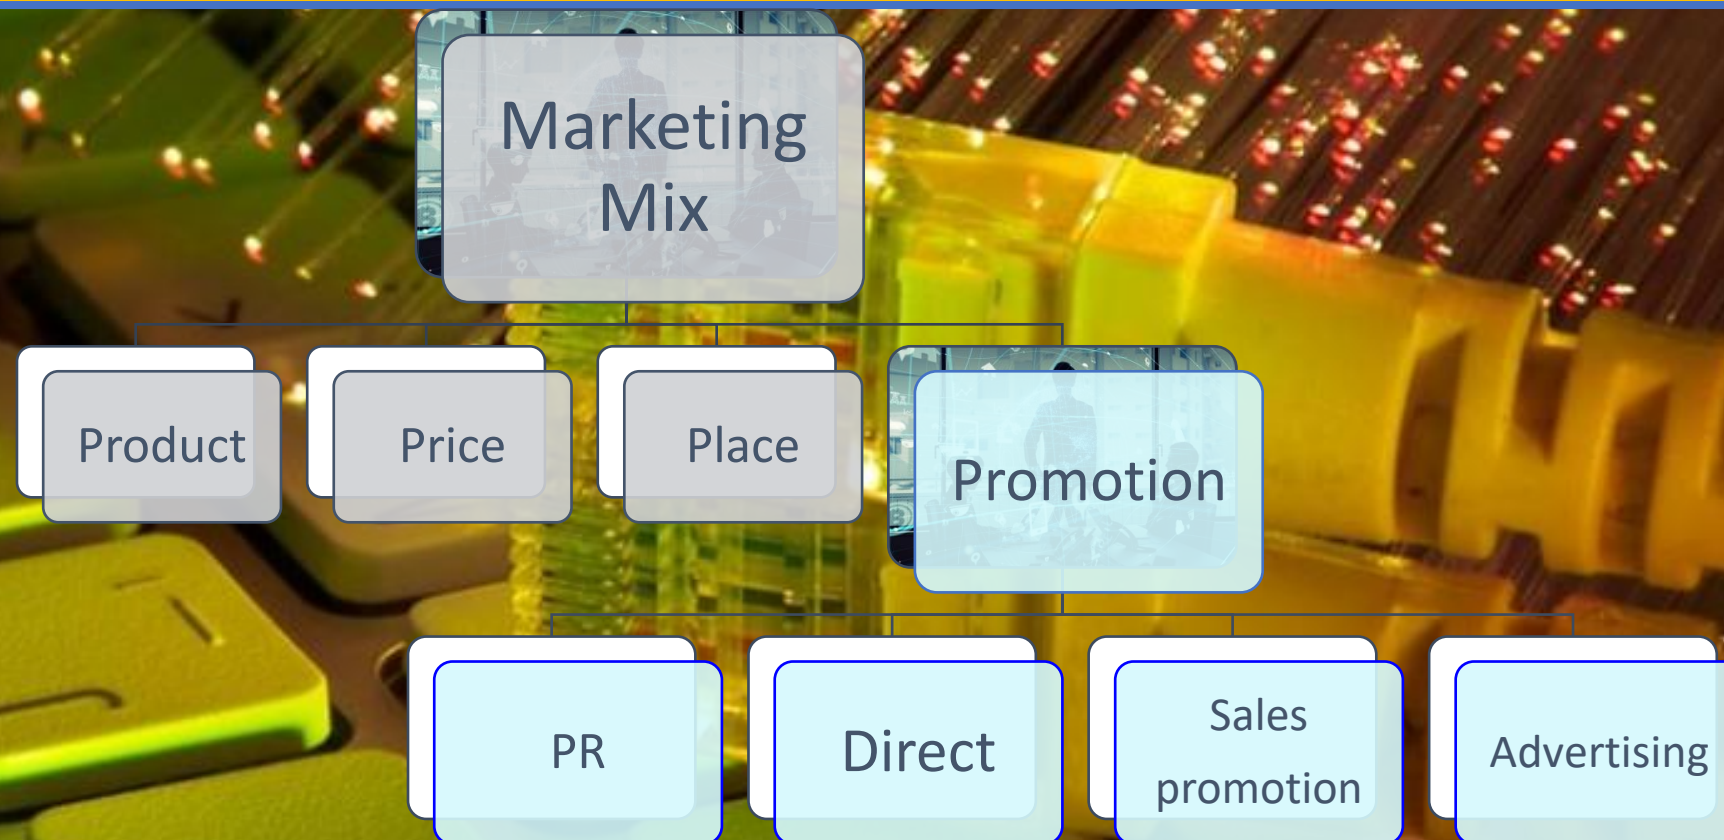 Marketing
Mix
Product
Price
Place
Promotion
PR
Direct
Sales
promotion
Advertising